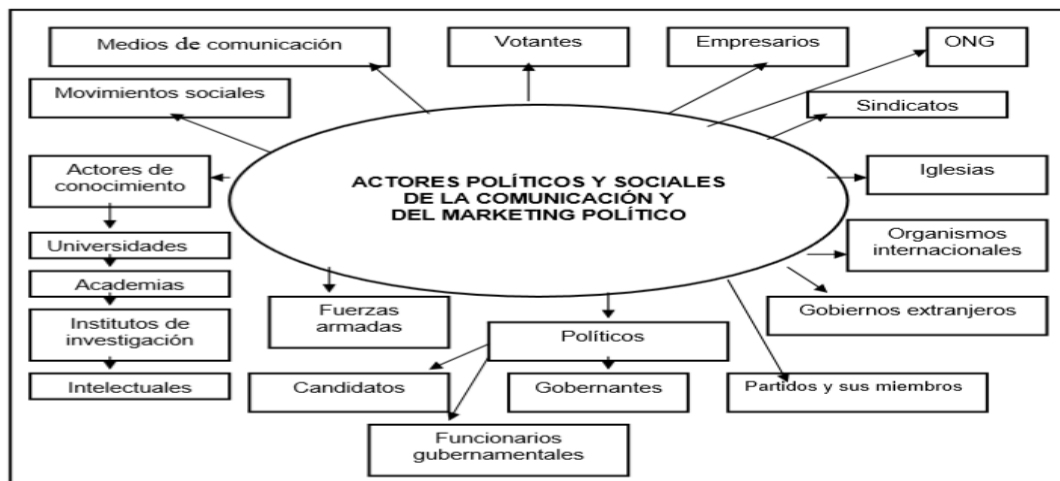 Medios de comunicación
Votantes
Empresarios
ONG
Movimientos sociales
Sindicatos
Actores de
conocimiento
ACTORES POLÍTICOS Y SOCIALES
DE LA COMUNICACIÓN Y
DEL MARKETING POLÍTICO
Iglesias
Universidades
Organismos
internacionales
Academias
Fuerzas
armadas
Gobiernos extranjeros
Institutos de
investigación
Políticos
Intelectuales
Candidatos
Gobernantes
Partidos y sus miembros
Funcionarios
gubernamentales